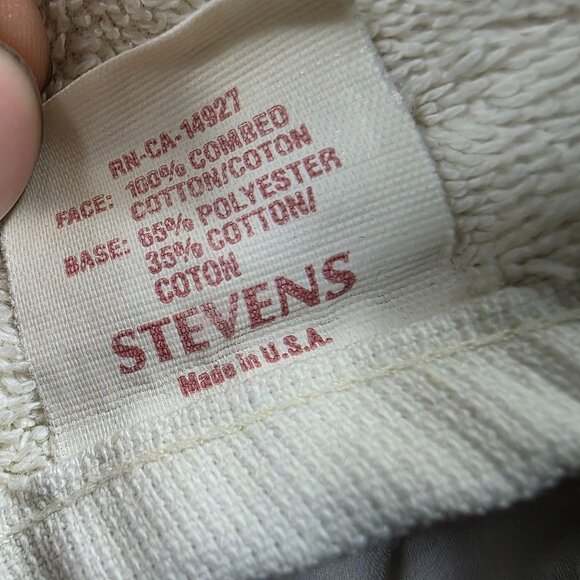 RN-CA-14927
FACE: 100% COMBED
COTTON/COTON
BASE: 65% POLYESTER
35% COTTON/
COTON
STEVENS
Made in U.S.A.